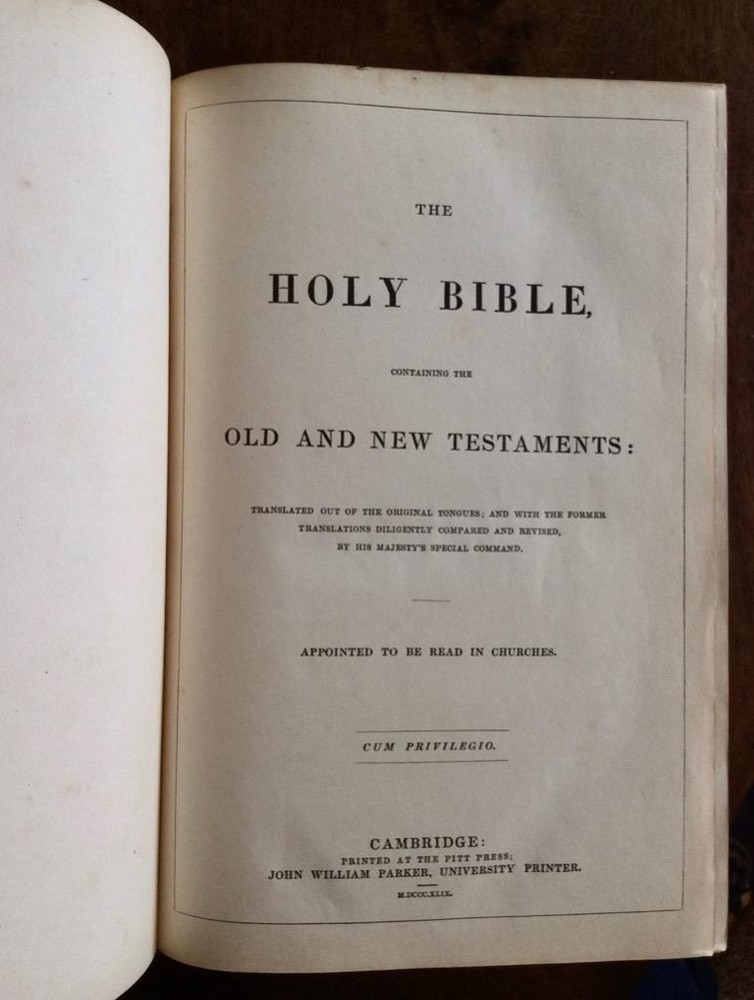 THE
HOLY BIBLE,
CONTAINING THE
OLD AND NEW TESTAMENTS:
TRANSLATED OUT OF THE ORIGINAL TONGUES; AND WITH THE FORMER
TRANSLATIONS DILIGENTLY COMPARED AND REVISED,
BY HIS MAJESTY'S SPECIAL COMMAND.
APPOINTED TO BE READ IN CHURCHES.
CUM PRIVILEGIO.
CAMBRIDGE:
PRINTED AT THE PITT PRESS;
JOHN WILLIAM PARKER, UNIVERSITY PRINTER.
M.DCCC.XLIX.